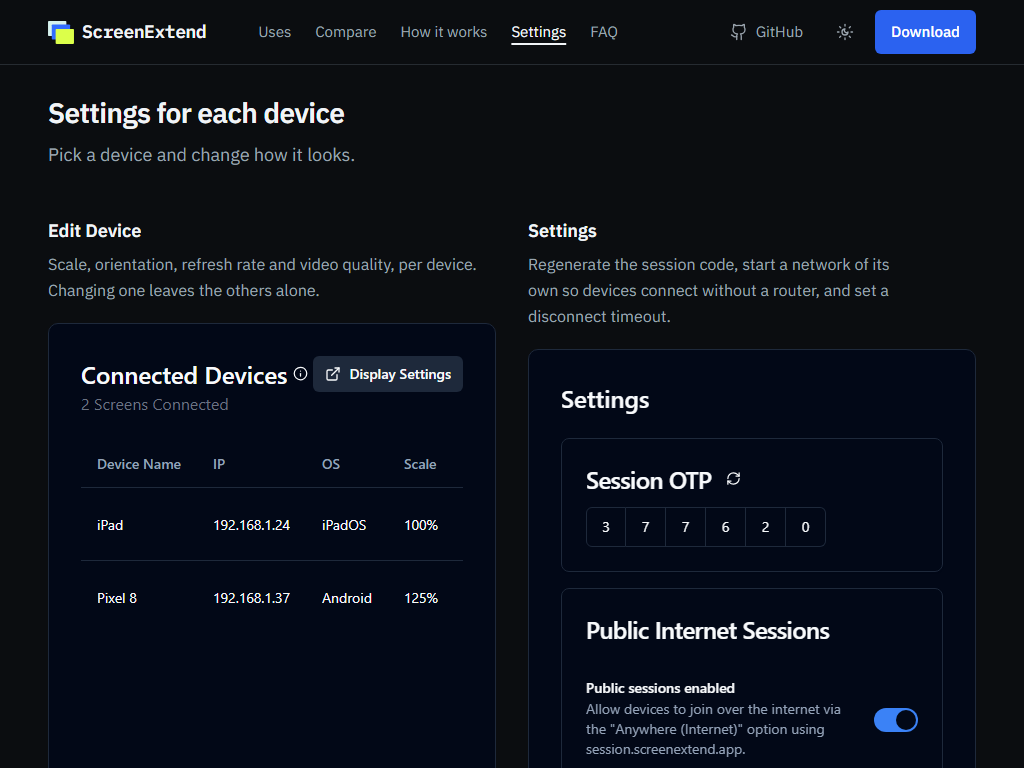 ScreenExtend Uses Compare How it works Settings FAQ GitHub Download
Settings for each device
Pick a device and change how it looks.
Edit Device
Scale, orientation, refresh rate and video quality, per device.
Changing one leaves the others alone.
Connected Devices Display Settings
2 Screens Connected
Device Name IP OS Scale
iPad 192.168.1.24 iPadOS 100%
Pixel 8 192.168.1.37 Android 125%
Settings
Regenerate the session code, start a network of its
own so devices connect without a router, and set a
disconnect timeout.
Settings
Session OTP
3 7 7 6 2 0
Public Internet Sessions
Public sessions enabled
Allow devices to join over the internet via
the "Anywhere (Internet)" option using
session.screenextend.app.